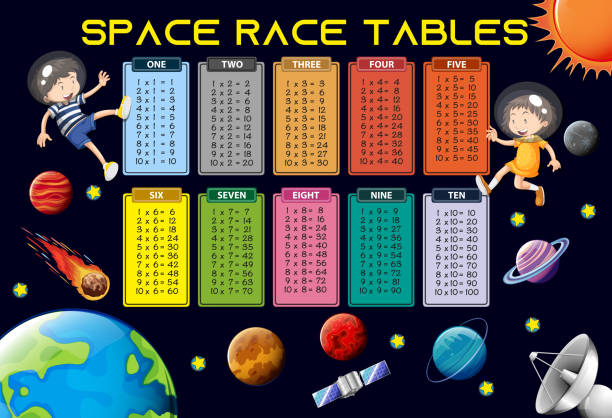 SPACE RACE TABLES
ONE
1 x 1 = 1
2 x 1 = 2
3 x 1 = 3
4 x 1 = 4
5 x 1 = 5
6 x 1 = 6
7 x 1 = 7
8 x 1 = 8
9 x 1 = 9
10 x 1 = 10
TWO
1 x 2 = 2
2 x 2 = 4
3 x 2 = 6
4 x 2 = 8
5 x 2 = 10
6 x 2 = 12
7 x 2 = 14
8 x 2 = 16
9 x 2 = 18
10 x 2 = 20
THREE
1 x 3 = 3
2 x 3 = 6
3 x 3 = 9
4 x 3 = 12
5 x 3 = 15
6 x 3 = 18
7 x 3 = 21
8 x 3 = 24
9 x 3 = 27
10 x 3 = 30
FOUR
1 x 4 = 4
2 x 4 = 8
3 x 4 = 12
4 x 4 = 16
5 x 4 = 20
6 x 4 = 24
7 x 4 = 28
8 x 4 = 32
9 x 4 = 36
10 x 4 = 40
FIVE
1 x 5 = 5
2 x 5 = 10
3 x 5 = 15
4 x 5 = 20
5 x 5 = 25
6 x 5 = 30
7 x 5 = 35
8 x 5 = 40
9 x 5 = 45
10 x 5 = 50
SIX
1 x 6 = 6
2 x 6 = 12
3 x 6 = 18
4 x 6 = 24
5 x 6 = 30
6 x 6 = 36
7 x 6 = 42
8 x 6 = 48
9 x 6 = 54
10 x 6 = 60
SEVEN
1 x 7 = 7
2 x 7 = 14
3 x 7 = 21
4 x 7 = 28
5 x 7 = 35
6 x 7 = 42
7 x 7 = 49
8 x 7 = 56
9 x 7 = 63
10 x 7 = 70
EIGHT
1 x 8 = 8
2 x 8 = 16
3 x 8 = 24
4 x 8 = 32
5 x 8 = 40
6 x 8 = 48
7 x 8 = 56
8 x 8 = 64
9 x 8 = 72
10 x 8 = 80
NINE
1 x 9 = 9
2 x 9 = 18
3 x 9 = 27
4 x 9 = 36
5 x 9 = 45
6 x 9 = 54
7 x 9 = 63
8 x 9 = 72
9 x 9 = 81
10 x 9 = 90
TEN
1 x 10 = 10
2 x 10 = 20
3 x 10 = 30
4 x 10 = 40
5 x 10 = 50
6 x 10 = 60
7 x 10 = 70
8 x 10 = 80
9 x 10 = 90
10 x 10 = 100